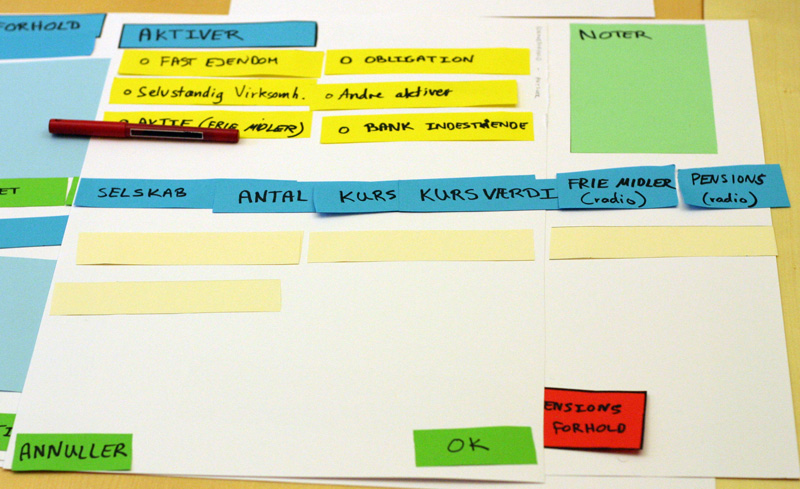 FORHOLD
AKTIVER
NOTER
o FAST EJENDOM
o OBLIGATION
o Selvstandig Virksomh.
o Andre aktiver
o AKTIE (FRIE MIDLER)
o BANK INDESTÅENDE
ET
SELSKAB
ANTAL
KURS
KURSVÆRDI
FRIE MIDLER
(radio)
PENSIONS
(radio)
ENSIONS
FORHOLD
ANNULLER
OK